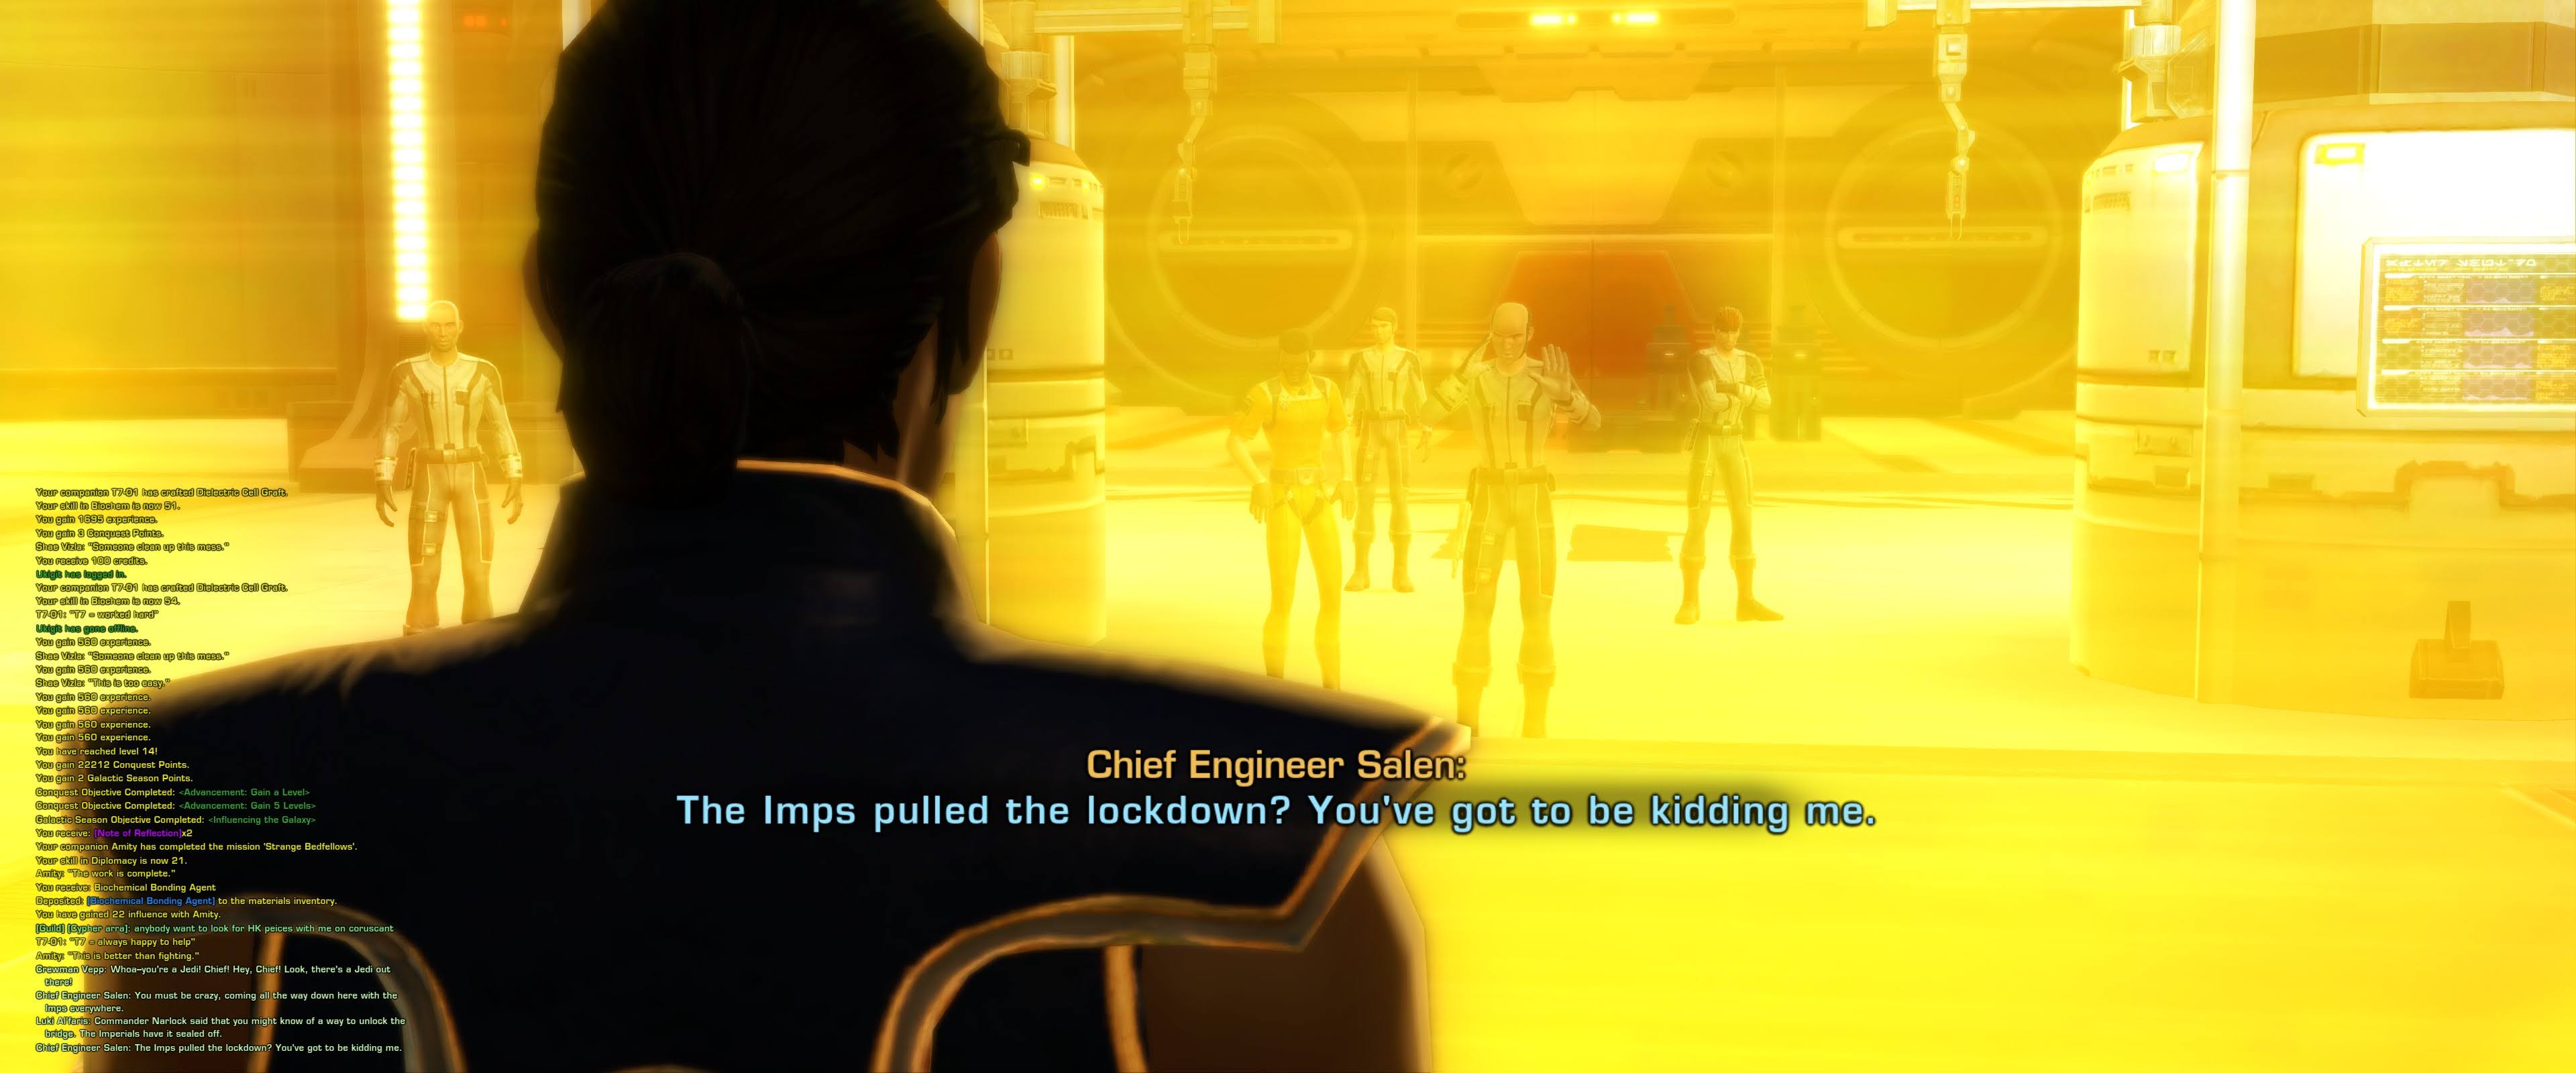 Your companion T7-01 has crafted Dielectric Cell Graft.
Your skill in Biochem is now 51.
You gain 1695 experience.
You gain 3 Conquest Points.
Shae Vizla: "Someone clean up this mess."
You receive 100 credits.
Ukigit has logged in.
Your companion T7-01 has crafted Dielectric Cell Graft.
Your skill in Biochem is now 54.
T7-01: "T7 = worked hard"
Ukigit has gone offline.
You gain 560 experience.
Shae Vizla: "Someone clean up this mess."
You gain 560 experience.
Shae Vizla: "This is too easy."
You gain 560 experience.
You gain 560 experience.
You gain 560 experience.
You gain 560 experience.
You have reached level 14!
You gain 22212 Conquest Points.
You gain 2 Galactic Season Points.
Conquest Objective Completed: <Advancement: Gain a Level>
Conquest Objective Completed: <Advancement: Gain 5 Levels>
Galactic Season Objective Completed: <Influencing the Galaxy>
You receive: [Note of Reflection]x2
Your companion Amity has completed the mission 'Strange Bedfellows'.
Your skill in Diplomacy is now 21.
Amity: "The work is complete."
You receive: Biochemical Bonding Agent
Deposited: [Biochemical Bonding Agent] to the materials inventory.
You have gained 22 influence with Amity.
[Guild] [Cypher'arra]: anybody want to look for HK peices with me on coruscant
T7-01: "T7 = always happy to help"
Amity: "This is better than fighting."
Crewman Vepp: Whoa—you're a Jedi! Chief! Hey, Chief! Look, there's a Jedi out
there!
Chief Engineer Salen: You must be crazy, coming all the way down here with the
Imps everywhere.
Luki Al'faris: Commander Narlock said that you might know of a way to unlock the
bridge. The Imperials have it sealed off.
Chief Engineer Salen: The Imps pulled the lockdown? You've got to be kidding me.
Chief Engineer Salen:
The Imps pulled the lockdown? You've got to be kidding me.